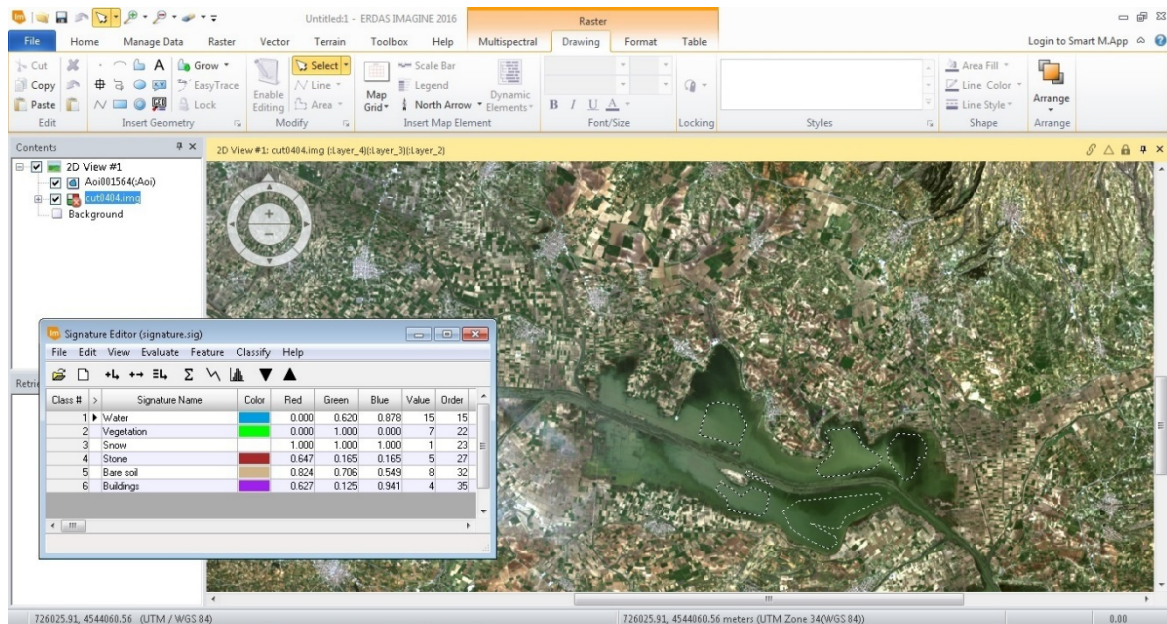 Untitled:1 - ERDAS IMAGINE 2016
Raster
File Home Manage Data Raster Vector Terrain Toolbox Help Multispectral Drawing Format Table Login to Smart M.App
Cut A Grow Select Scale Bar Area Fill
Copy EasyTrace Enable Editing Line Map Grid Legend Dynamic Elements Line Color Arrange
Paste Lock Area North Arrow B I U A Line Style
Edit Insert Geometry Modify Insert Map Element Font/Size Locking Styles Shape Arrange
Contents
2D View #1: cut0404.img (:Layer_4)(:Layer_3)(:Layer_2)
2D View #1
Aoi001564(:Aoi)
cut0404.img
Background
Signature Editor (signature.sig)
File Edit View Evaluate Feature Classify Help
Class # > Signature Name Color Red Green Blue Value Order
1 Water 0.000 0.620 0.878 15 15
2 Vegetation 0.000 1.000 0.000 7 22
3 Snow 1.000 1.000 1.000 1 23
4 Stone 0.647 0.165 0.165 5 27
5 Bare soil 0.824 0.706 0.549 8 32
6 Buildings 0.627 0.125 0.941 4 35
726025.91, 4544060.56 (UTM / WGS 84) 726025.91, 4544060.56 meters (UTM Zone 34(WGS 84)) 0.00